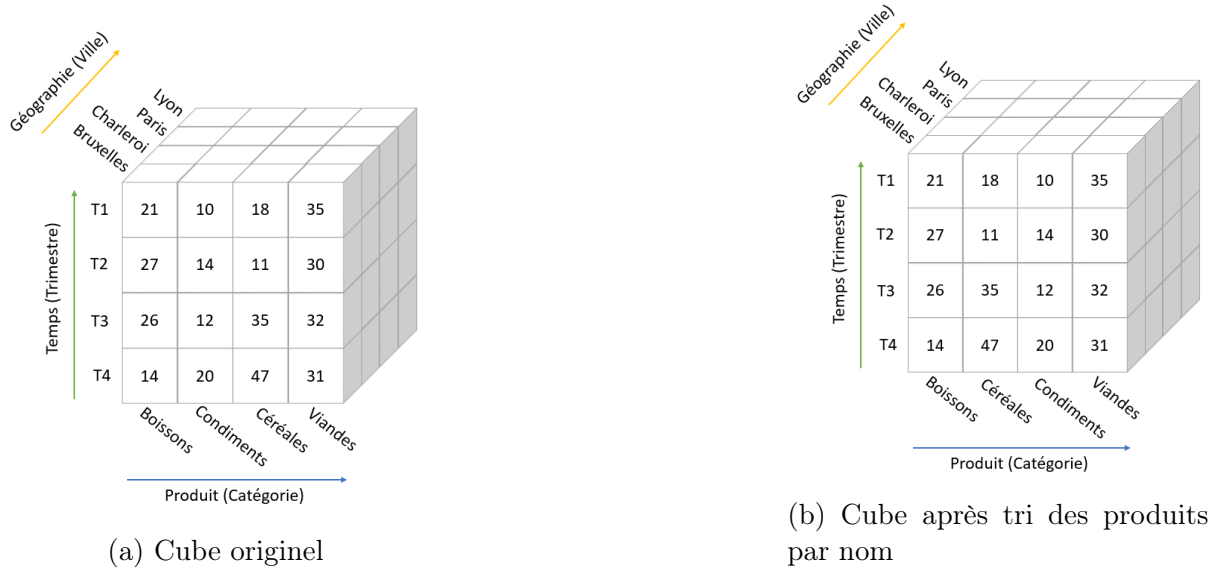 Géographie (Ville)
Lyon
Paris
Charleroi
Bruxelles
Temps (Trimestre)
T1 21 10 18 35
T2 27 14 11 30
T3 26 12 35 32
T4 14 20 47 31
Boissons Condiments Céréales Viandes
Produit (Catégorie)
(a) Cube originel
Géographie (Ville)
Lyon
Paris
Charleroi
Bruxelles
Temps (Trimestre)
T1 21 18 10 35
T2 27 11 14 30
T3 26 35 12 32
T4 14 47 20 31
Boissons Céréales Condiments Viandes
Produit (Catégorie)
(b) Cube après tri des produits
par nom